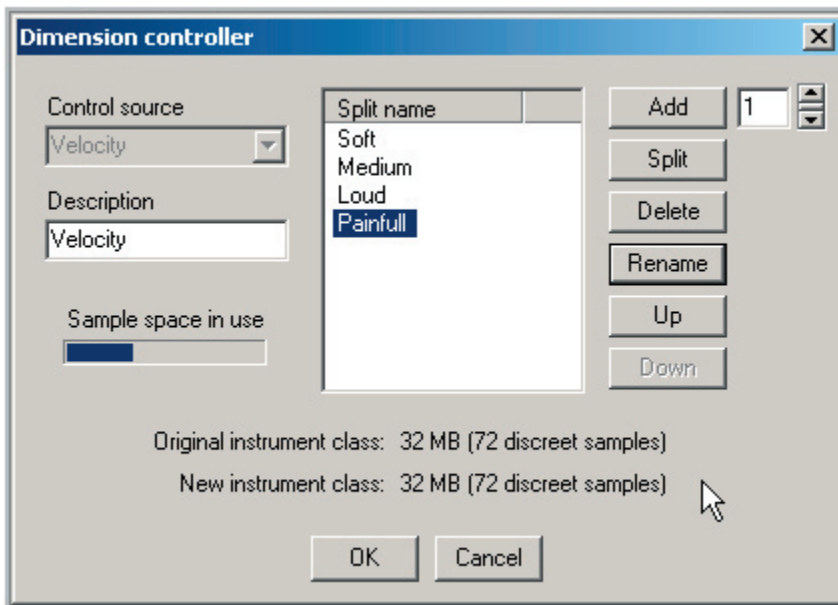 Dimension controller
Control source
Velocity
Description
Velocity
Sample space in use
Split name
Soft
Medium
Loud
Painfull
Add
1
Split
Delete
Rename
Up
Down
Original instrument class: 32 MB (72 discreet samples)
New instrument class: 32 MB (72 discreet samples)
OK
Cancel